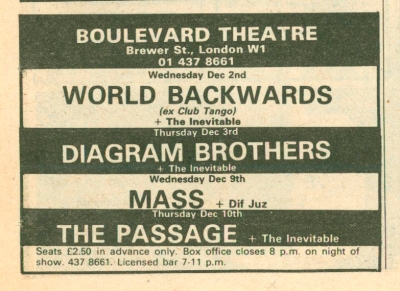 BOULEVARD THEATRE
Brewer St., London W1
01 437 8661
Wednesday Dec 2nd
WORLD BACKWARDS
(ex Club Tango)
+ The Inevitable
Thursday Dec 3rd
DIAGRAM BROTHERS
+ The Inevitable
Wednesday Dec 9th
MASS + Dif Juz
Thursday Dec 10th
THE PASSAGE + The Inevitable
Seats £2.50 in advance only. Box office closes 8 p.m. on night of
show. 437 8661. Licensed bar 7-11 p.m.